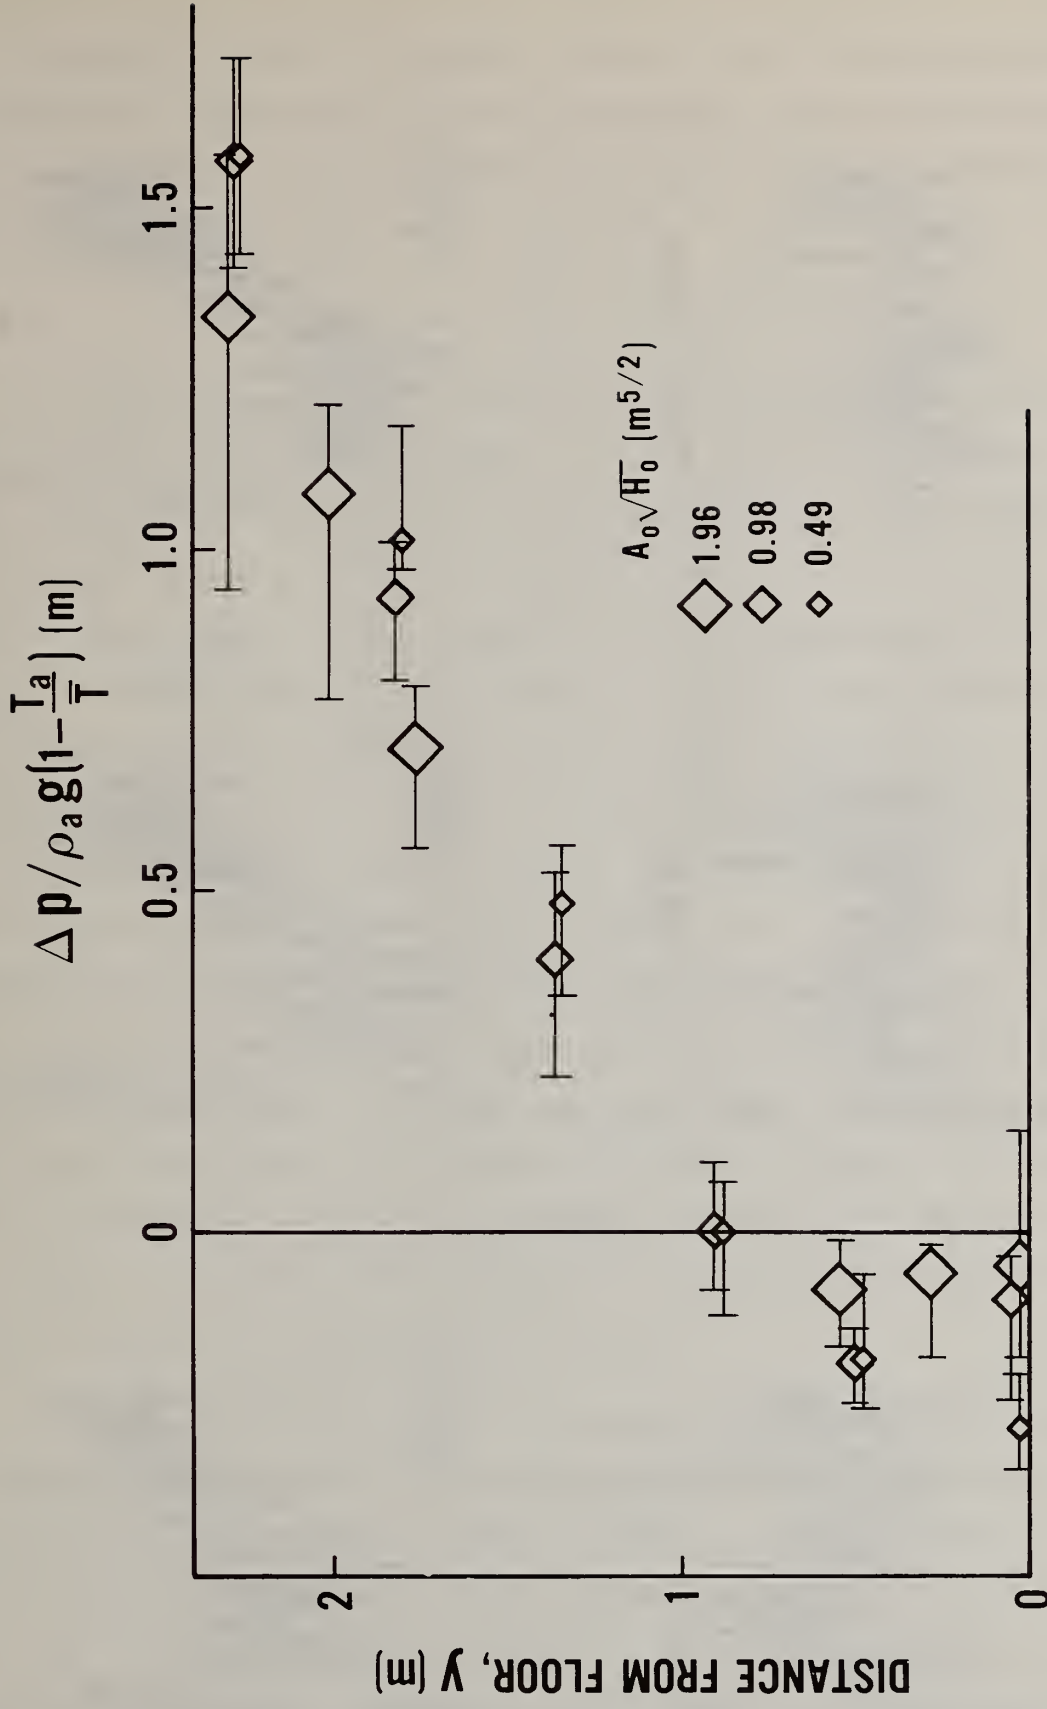 Δp/ρₐg(1-Tₐ/T̿) (m)
0 0.5 1.0 1.5
DISTANCE FROM FLOOR, y (m)
2
1
0
A₀√H₀ (m⁵/²)
1.96
0.98
0.49